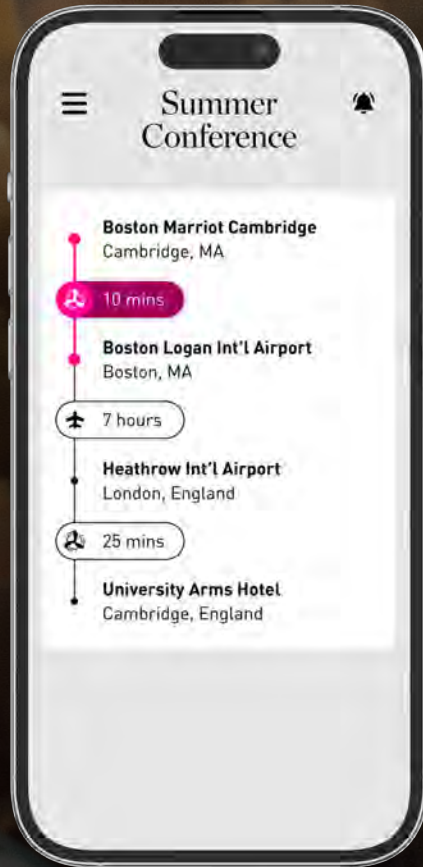 Summer
Conference
Boston Marriot Cambridge
Cambridge, MA
10 mins
Boston Logan Int'l Airport
Boston, MA
7 hours
Heathrow Int'l Airport
London, England
25 mins
University Arms Hotel
Cambridge, England